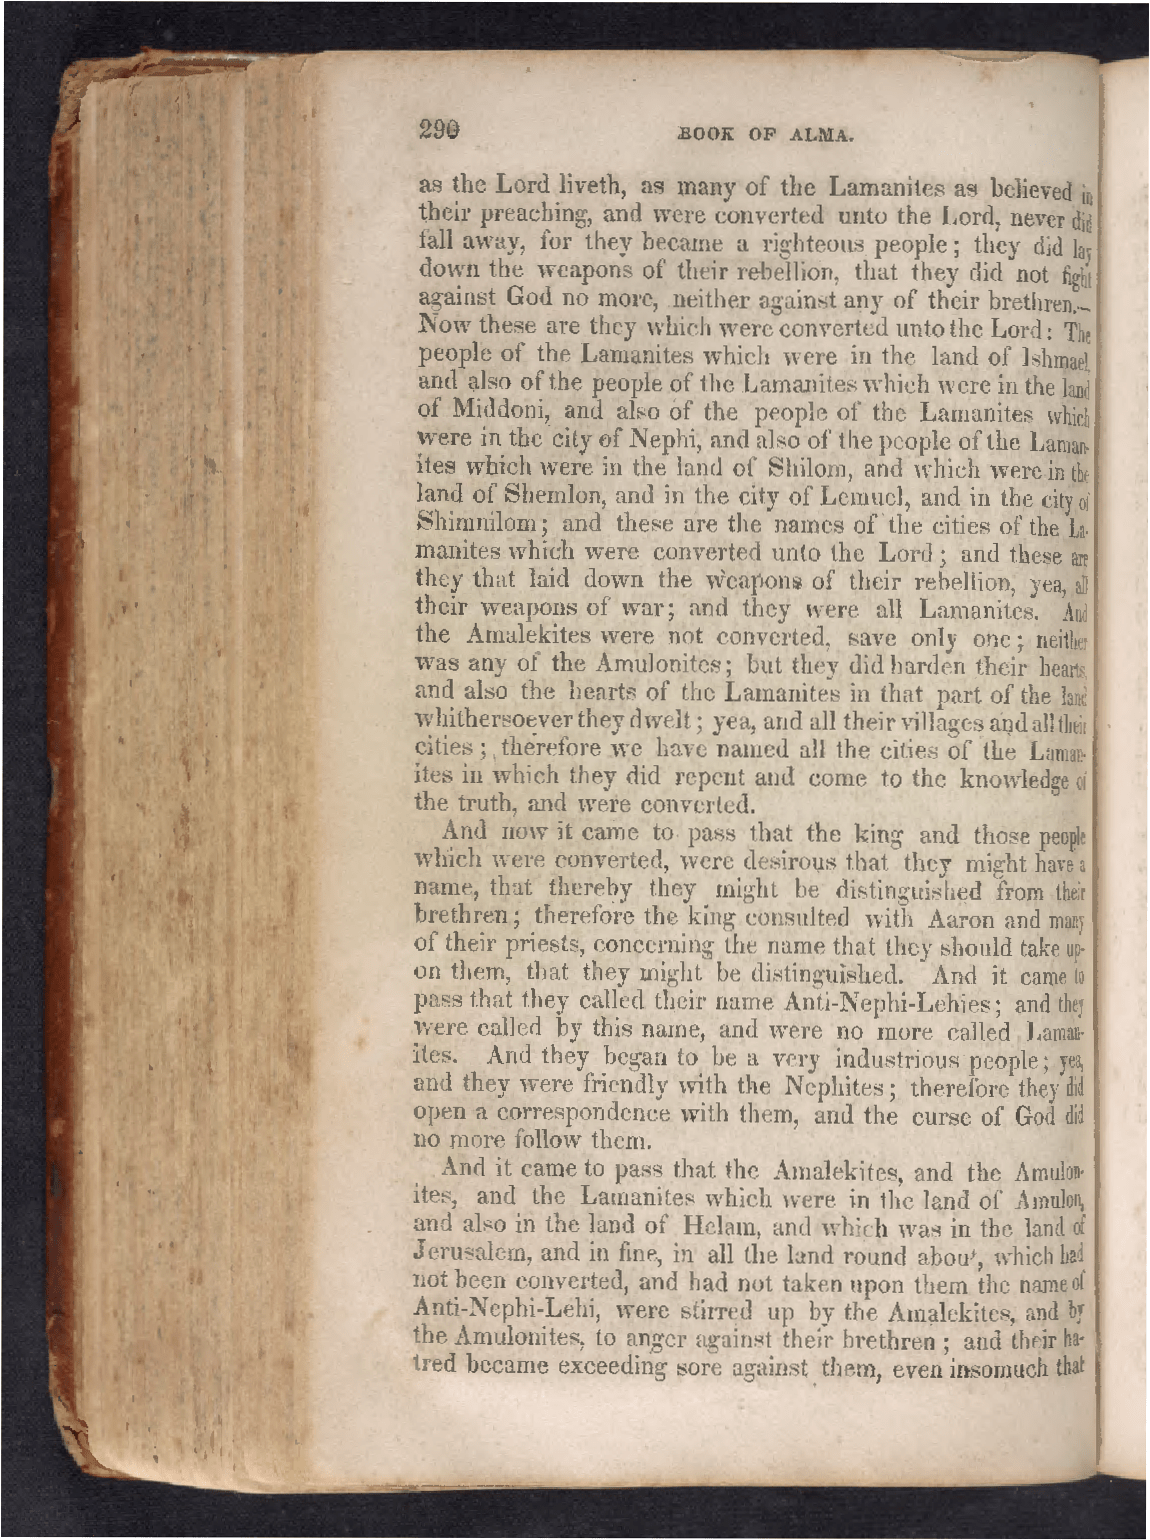 290 BOOK OF ALMA.
as the Lord liveth, as many of the Lamanites as believed in
their preaching, and were converted unto the Lord, never did
fall away, for they became a righteous people; they did lay
down the weapons of their rebellion, that they did not fight
against God no more, neither against any of their brethren.—
Now these are they which were converted unto the Lord: The
people of the Lamanites which were in the land of Ishmael,
and also of the people of the Lamanites which were in the land
of Middoni, and also of the people of the Lamanites which
were in the city of Nephi, and also of the people of the Laman-
ites which were in the land of Shilom, and which were in the
land of Shemlon, and in the city of Lemuel, and in the city of
Shimnilom; and these are the names of the cities of the La-
manites which were converted unto the Lord; and these are
they that laid down the weapons of their rebellion, yea, all
their weapons of war; and they were all Lamanites. And
the Amalekites were not converted, save only one; neither
was any of the Amulonites; but they did harden their hearts,
and also the hearts of the Lamanites in that part of the land
whithersoever they dwelt; yea, and all their villages and all their
cities; therefore we have named all the cities of the Laman-
ites in which they did repent and come to the knowledge of
the truth, and were converted.
And now it came to pass that the king and those people
which were converted, were desirous that they might have a
name, that thereby they might be distinguished from their
brethren; therefore the king consulted with Aaron and many
of their priests, concerning the name that they should take up-
on them, that they might be distinguished. And it came to
pass that they called their name Anti-Nephi-Lehies; and they
were called by this name, and were no more called Laman-
ites. And they began to be a very industrious people; yea,
and they were friendly with the Nephites; therefore they did
open a correspondence with them, and the curse of God did
no more follow them.
And it came to pass that the Amalekites, and the Amulon-
ites, and the Lamanites which were in the land of Amulon,
and also in the land of Helam, and which was in the land of
Jerusalem, and in fine, in all the land round about, which had
not been converted, and had not taken upon them the name of
Anti-Nephi-Lehi, were stirred up by the Amalekites, and by
the Amulonites, to anger against their brethren; and their ha-
tred became exceeding sore against them, even insomuch that